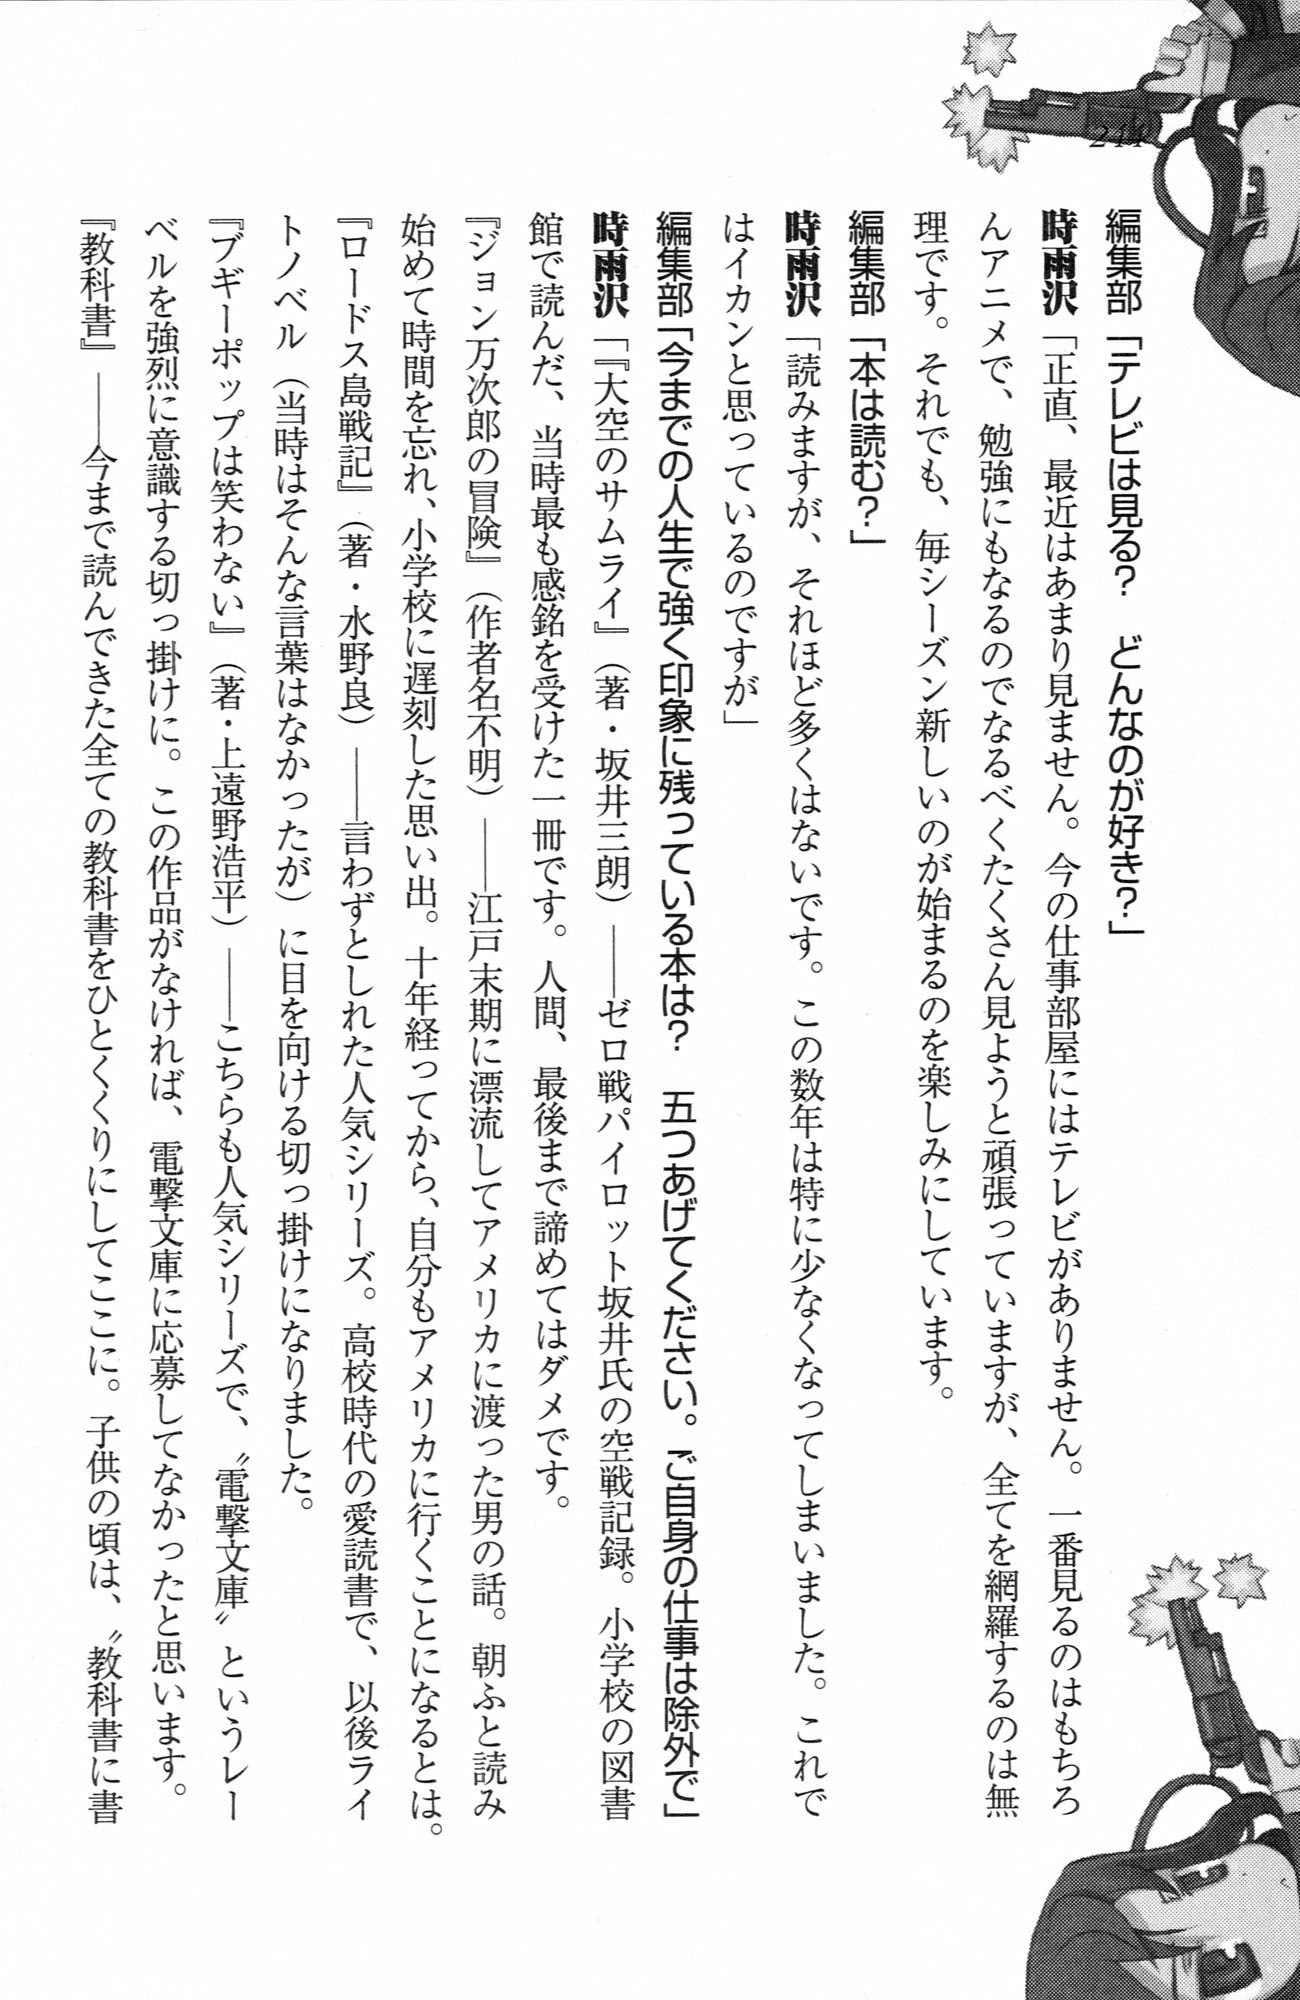 211
編集部「テレビは見る？　どんなのが好き？」
時雨沢「正直、最近はあまり見ません。今の仕事部屋にはテレビがありません。一番見るのはもちろ
んアニメで、勉強にもなるのでなるべくたくさん見ようと頑張っていますが、全てを網羅するのは無
理です。それでも、毎シーズン新しいのが始まるのを楽しみにしています。
編集部「本は読む？」
時雨沢「読みますが、それほど多くはないです。この数年は特に少なくなってしまいました。これで
はイカンと思っているのですが」
編集部「今までの人生で強く印象に残っている本は？　五つあげてください。ご自身の仕事は除外で」
時雨沢「『大空のサムライ』（著・坂井三朗）――ゼロ戦パイロット坂井氏の空戦記録。小学校の図書
館で読んだ、当時最も感銘を受けた一冊です。人間、最後まで諦めてはダメです。
『ジョン万次郎の冒険』（作者名不明）――江戸末期に漂流してアメリカに渡った男の話。朝ふと読み
始めて時間を忘れ、小学校に遅刻した思い出。十年経ってから、自分もアメリカに行くことになるとは。
『ロードス島戦記』（著・水野良）――言わずとしれた人気シリーズ。高校時代の愛読書で、以後ライ
トノベル（当時はそんな言葉はなかったが）に目を向ける切っ掛けになりました。
『ブギーポップは笑わない』（著・上遠野浩平）――こちらも人気シリーズで、〝電撃文庫〟というレー
ベルを強烈に意識する切っ掛けに。この作品がなければ、電撃文庫に応募してなかったと思います。
『教科書』――今まで読んできた全ての教科書をひとくくりにしてここに。子供の頃は、〝教科書に書